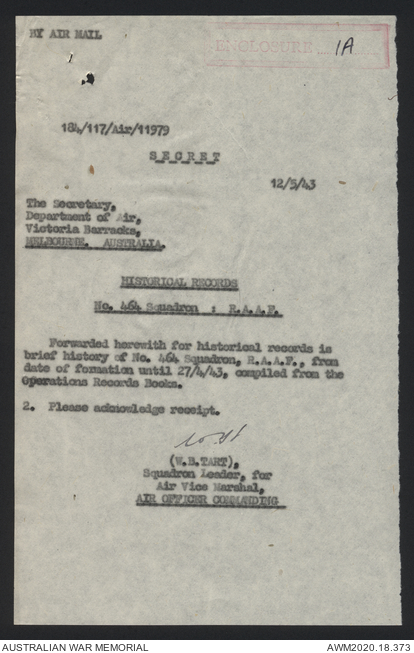 BY AIR MAIL
ENCLOSURE 1A
184/117/Air/11979
SECRET
12/5/43
The Secretary,
Department of Air,
Victoria Barracks,
MELBOURNE. AUSTRALIA.
HISTORICAL RECORDS
No. 464 Squadron : R.A.A.F.
Forwarded herewith for historical records is
brief history of No. 464 Squadron, R.A.A.F., from
date of formation until 27/4/43, compiled from the
Operations Records Books.
2. Please acknowledge receipt.
(W.B.TART),
Squadron Leader, for
Air Vice Marshal,
AIR OFFICER COMMANDING
AUSTRALIAN WAR MEMORIAL
AWM2020.18.373